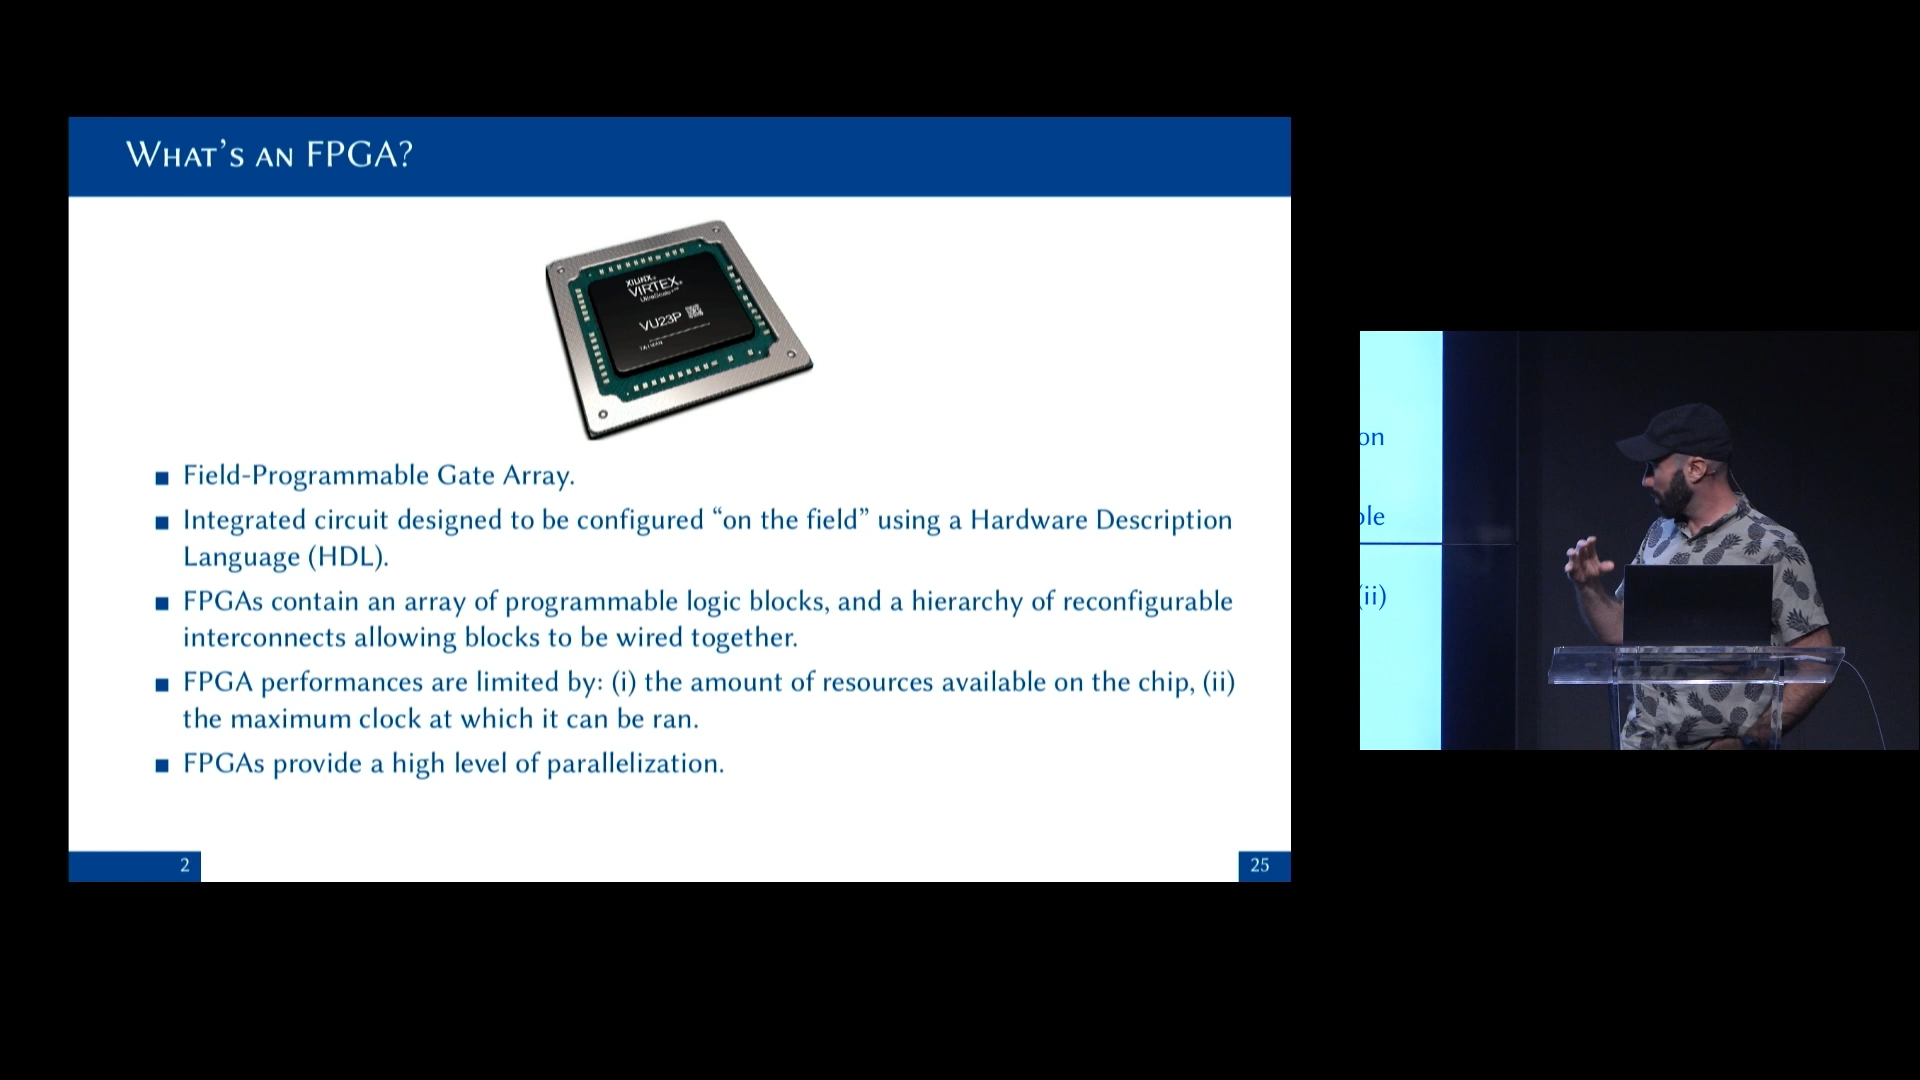 What's an FPGA?
XILINX
VIRTEX
UltraScale+
VU23P
TAIWAN
■ Field-Programmable Gate Array.
■ Integrated circuit designed to be configured “on the field” using a Hardware Description
Language (HDL).
■ FPGAs contain an array of programmable logic blocks, and a hierarchy of reconfigurable
interconnects allowing blocks to be wired together.
■ FPGA performances are limited by: (i) the amount of resources available on the chip, (ii)
the maximum clock at which it can be ran.
■ FPGAs provide a high level of parallelization.
2
25
on
ble
(ii)